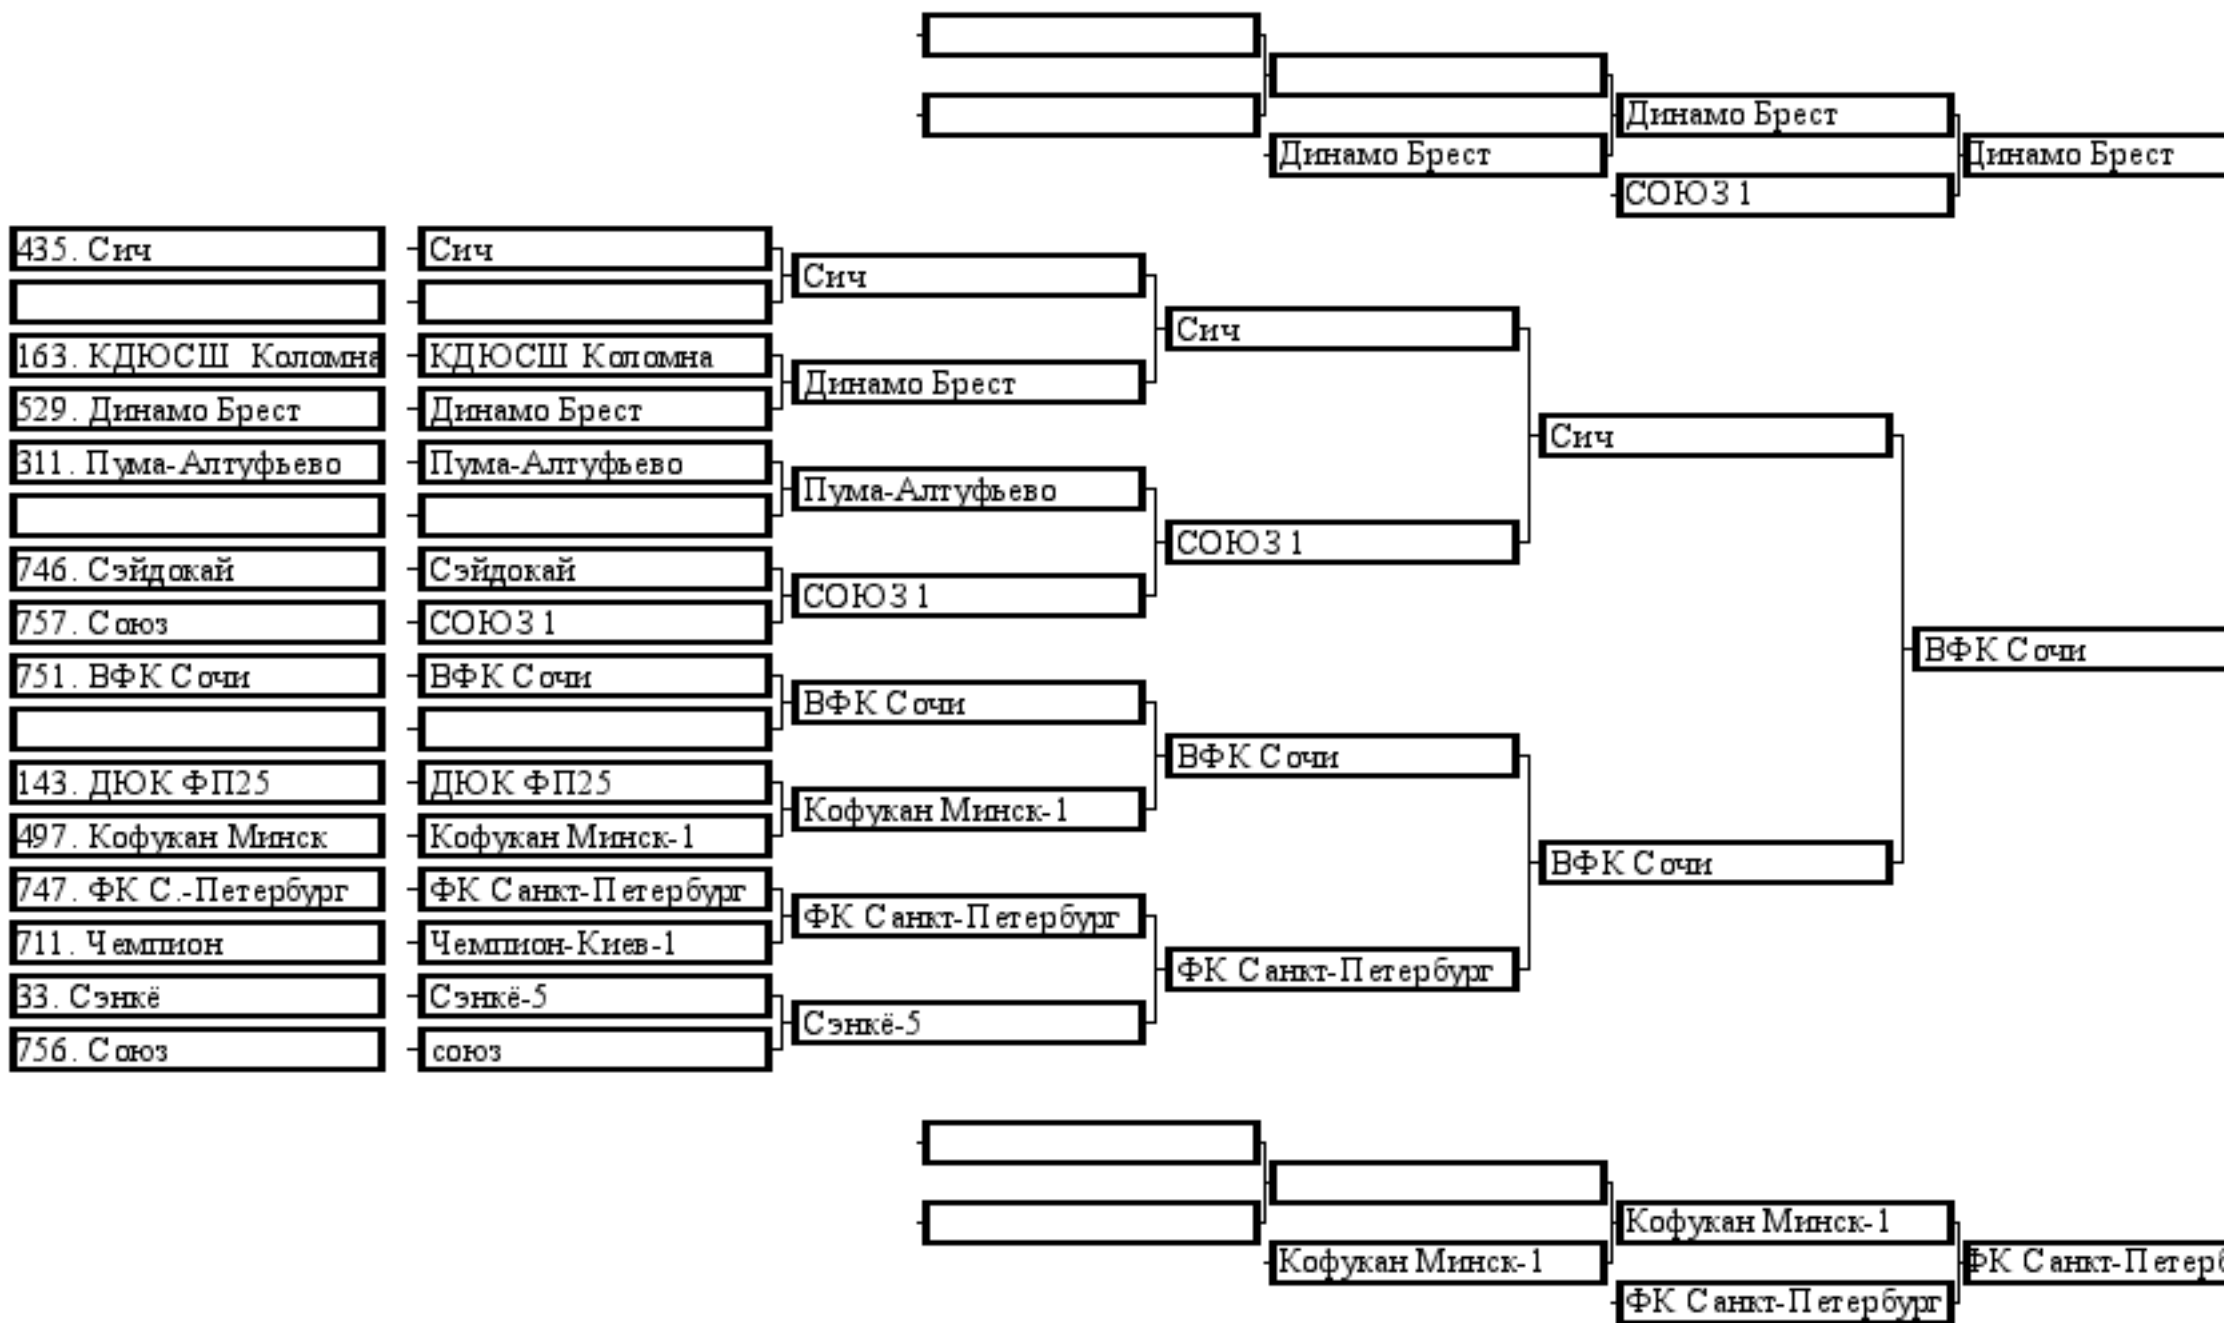 Динамо Брест
Динамо Брест
Динамо Брест
СОЮЗ 1
435. Сич
Сич
Сич
Сич
163. КДЮСШ Коломна
КДЮСШ Коломна
Динамо Брест
529. Динамо Брест
Динамо Брест
Сич
311. Пума-Алтуфьево
Пума-Алтуфьево
Пума-Алтуфьево
СОЮЗ 1
746. Сэйдокай
Сэйдокай
СОЮЗ 1
757. Союз
СОЮЗ 1
ВФК Сочи
751. ВФК Сочи
ВФК Сочи
ВФК Сочи
ВФК Сочи
143. ДЮК ФП25
ДЮК ФП25
Кофукан Минск-1
497. Кофукан Минск
Кофукан Минск-1
ВФК Сочи
747. ФК С.-Петербург
ФК Санкт-Петербург
ФК Санкт-Петербург
711. Чемпион
Чемпион-Киев-1
ФК Санкт-Петербург
33. Сэнкё
Сэнкё-5
Сэнкё-5
756. Союз
союз
Кофукан Минск-1
Кофукан Минск-1
ФК Санкт-Петерб
ФК Санкт-Петербург